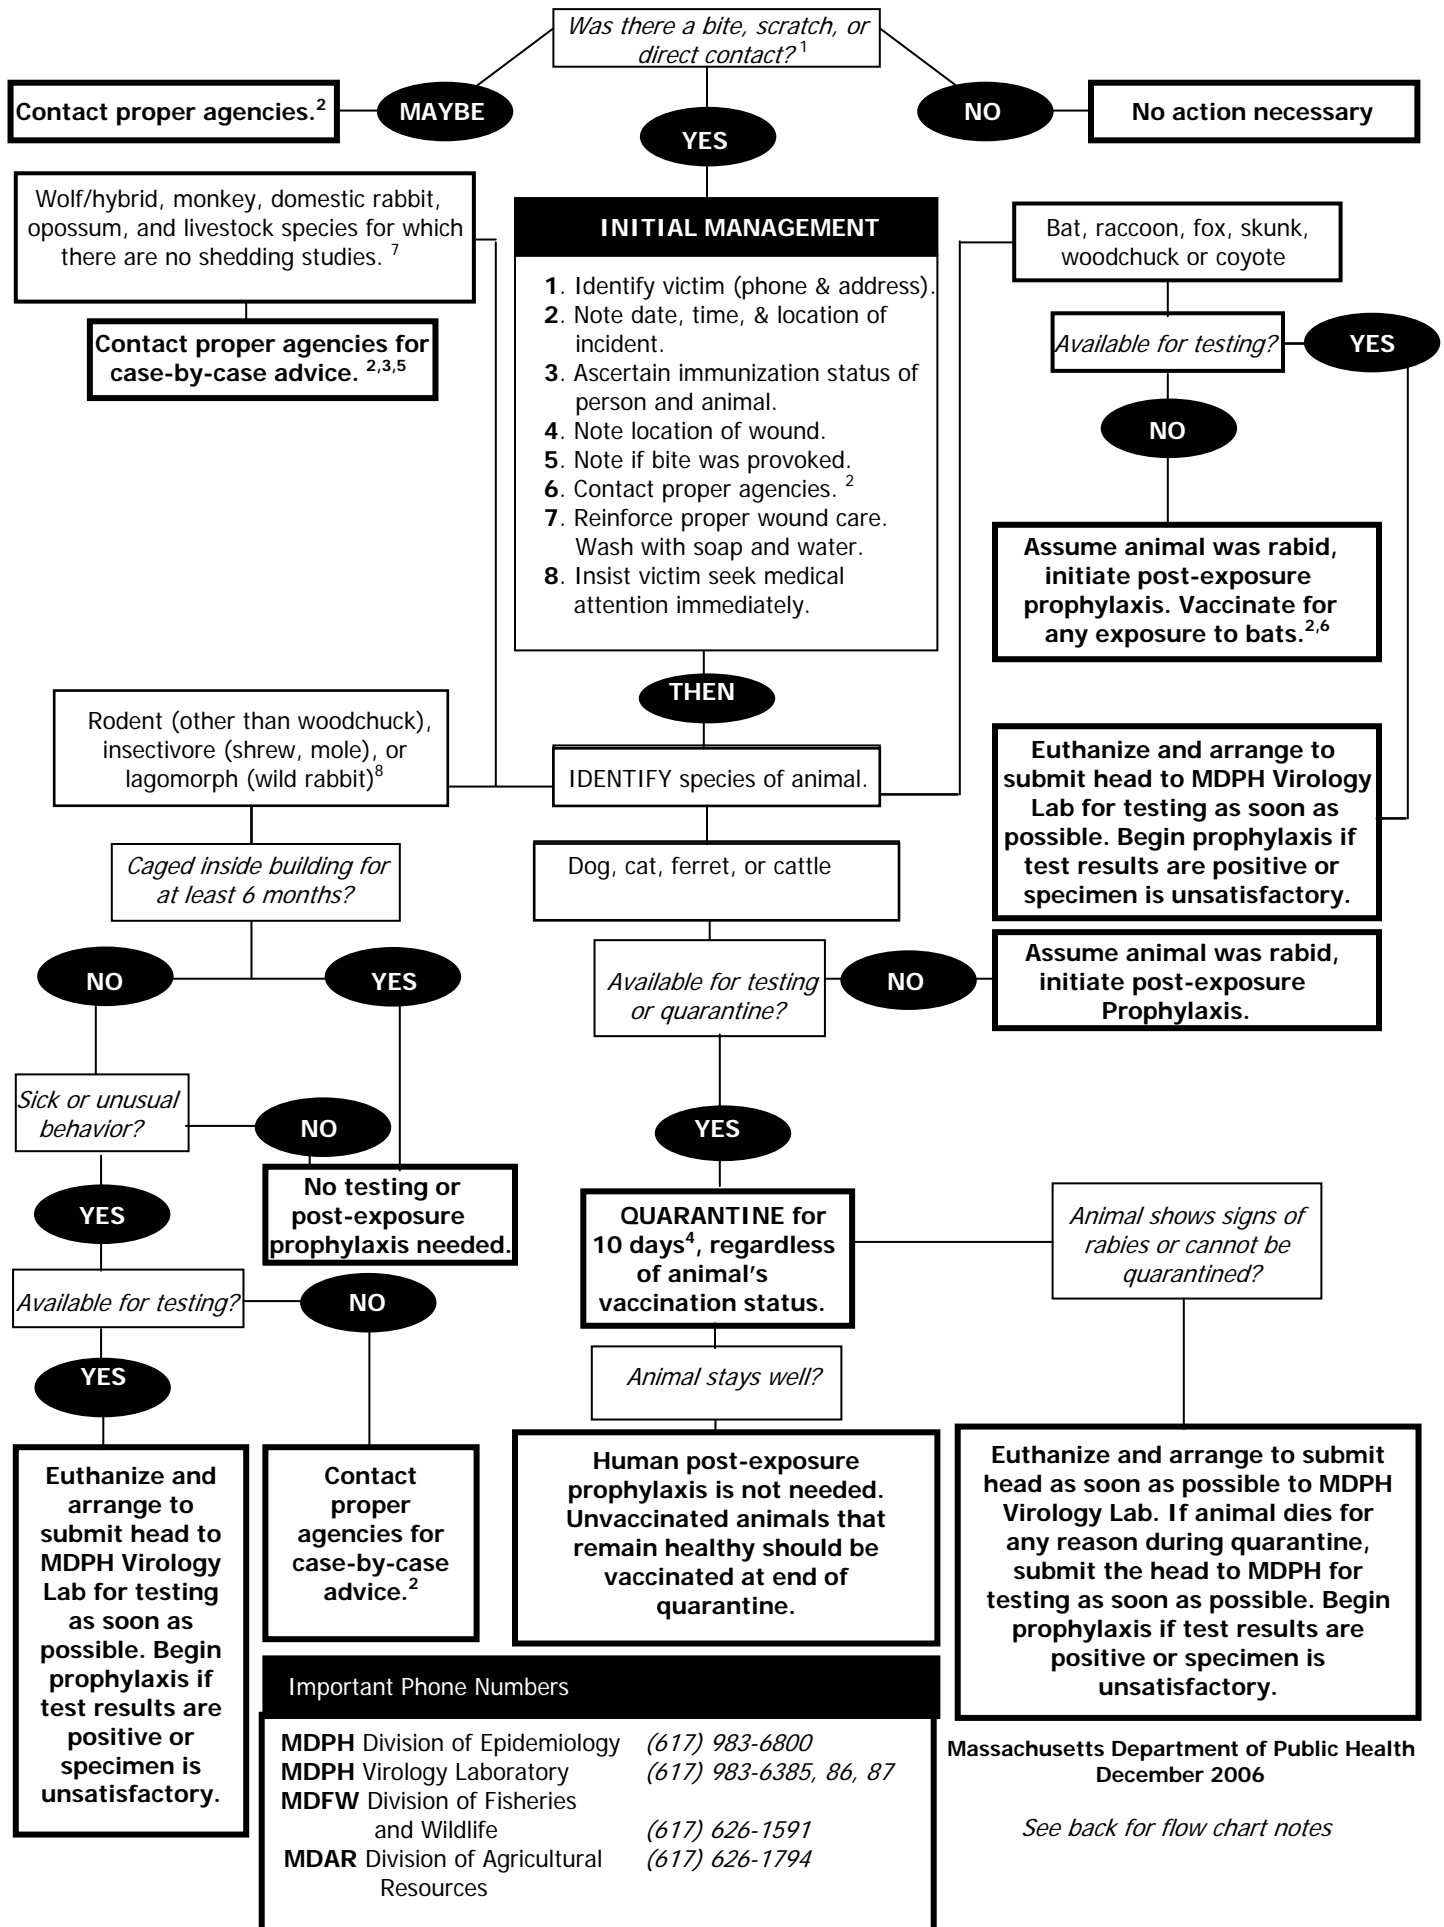 Was there a bite, scratch, or
direct contact? 1
Contact proper agencies.2
MAYBE
YES
NO
No action necessary
Wolf/hybrid, monkey, domestic rabbit,
opossum, and livestock species for which
there are no shedding studies. 7
Contact proper agencies for
case-by-case advice. 2,3,5
INITIAL MANAGEMENT
1. Identify victim (phone & address).
2. Note date, time, & location of
incident.
3. Ascertain immunization status of
person and animal.
4. Note location of wound.
5. Note if bite was provoked.
6. Contact proper agencies. 2
7. Reinforce proper wound care.
Wash with soap and water.
8. Insist victim seek medical
attention immediately.
THEN
IDENTIFY species of animal.
Bat, raccoon, fox, skunk,
woodchuck or coyote
Available for testing?
YES
NO
Assume animal was rabid,
initiate post-exposure
prophylaxis. Vaccinate for
any exposure to bats.2,6
Euthanize and arrange to
submit head to MDPH Virology
Lab for testing as soon as
possible. Begin prophylaxis if
test results are positive or
specimen is unsatisfactory.
Rodent (other than woodchuck),
insectivore (shrew, mole), or
lagomorph (wild rabbit)8
Caged inside building for
at least 6 months?
NO
YES
Sick or unusual
behavior?
NO
No testing or
post-exposure
prophylaxis needed.
YES
Available for testing?
NO
YES
Euthanize and
arrange to
submit head to
MDPH Virology
Lab for testing
as soon as
possible. Begin
prophylaxis if
test results are
positive or
specimen is
unsatisfactory.
Contact
proper
agencies for
case-by-case
advice.2
Dog, cat, ferret, or cattle
Available for testing
or quarantine?
NO
Assume animal was rabid,
initiate post-exposure
Prophylaxis.
YES
QUARANTINE for
10 days4, regardless
of animal's
vaccination status.
Animal stays well?
Human post-exposure
prophylaxis is not needed.
Unvaccinated animals that
remain healthy should be
vaccinated at end of
quarantine.
Animal shows signs of
rabies or cannot be
quarantined?
Euthanize and arrange to submit
head as soon as possible to MDPH
Virology Lab. If animal dies for
any reason during quarantine,
submit the head to MDPH for
testing as soon as possible. Begin
prophylaxis if test results are
positive or specimen is
unsatisfactory.
Important Phone Numbers
MDPH Division of Epidemiology (617) 983-6800
MDPH Virology Laboratory (617) 983-6385, 86, 87
MDFW Division of Fisheries
and Wildlife (617) 626-1591
MDAR Division of Agricultural (617) 626-1794
Resources
Massachusetts Department of Public Health
December 2006
See back for flow chart notes